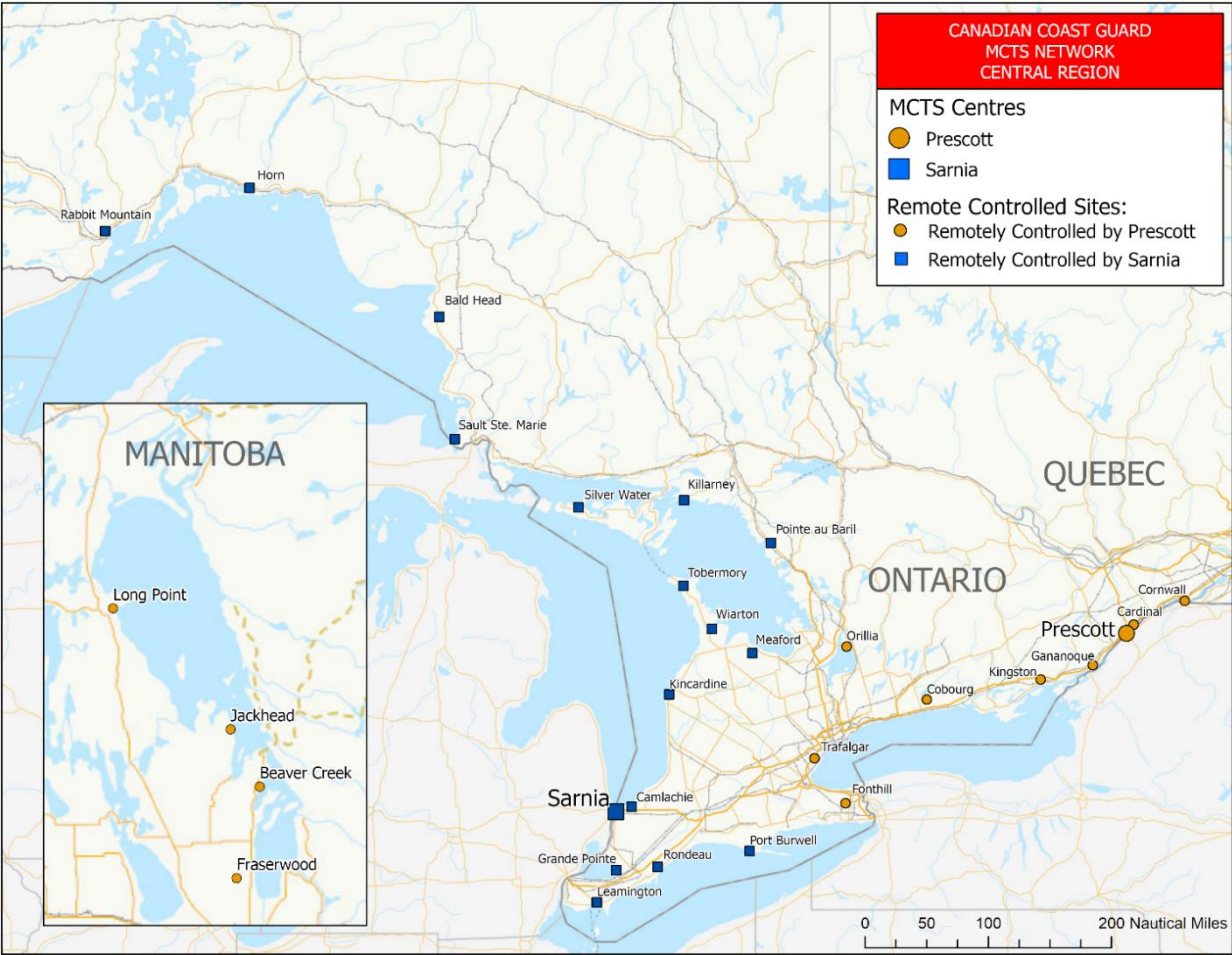 CANADIAN COAST GUARD
MCTS NETWORK
CENTRAL REGION
MCTS Centres
Prescott
Sarnia
Remote Controlled Sites:
Remotely Controlled by Prescott
Remotely Controlled by Sarnia
Horn
Rabbit Mountain
Bald Head
Sault Ste. Marie
Silver Water
Killarney
Pointe au Baril
Tobermory
Wiarton
Meaford
Kincardine
Orillia
QUEBEC
ONTARIO
Cornwall
Cardinal
Prescott
Gananoque
Kingston
Cobourg
Trafalgar
Fonthill
Sarnia
Camlachie
Port Burwell
Grande Pointe
Rondeau
Leamington
MANITOBA
Long Point
Jackhead
Beaver Creek
Fraserwood
0 50 100 200 Nautical Miles